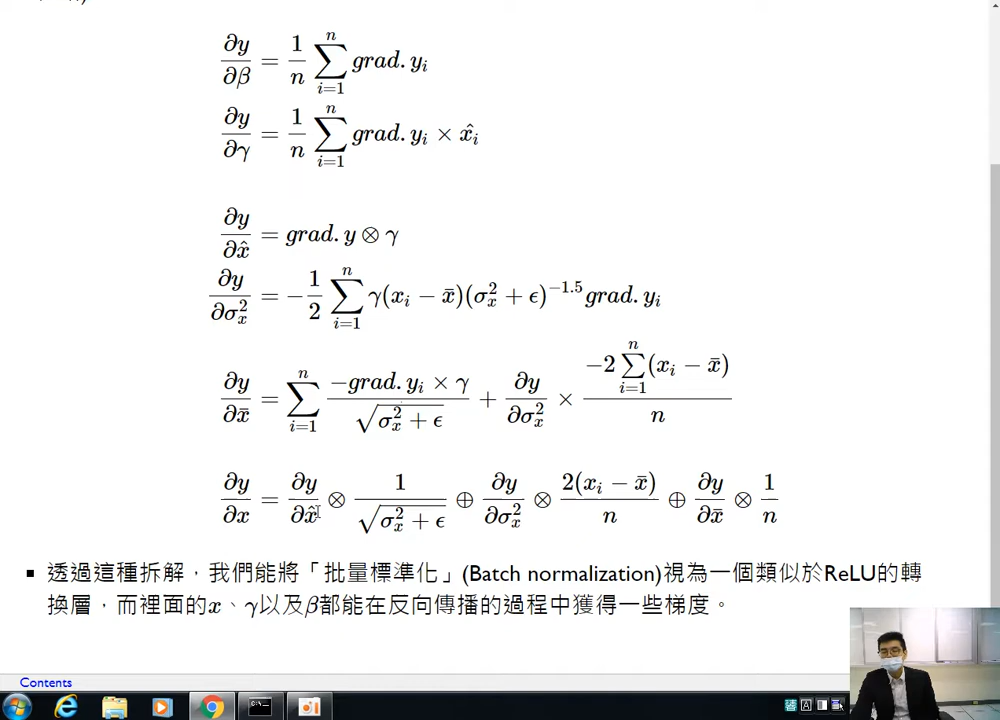 ∂y/∂β = 1/n ∑_{i=1}^{n} grad.y_i
∂y/∂γ = 1/n ∑_{i=1}^{n} grad.y_i × x̂_i
∂y/∂x̂ = grad.y ⊗ γ
∂y/∂σ_x^2 = −1/2 ∑_{i=1}^{n} γ(x_i − x̄)(σ_x^2 + ϵ)^{−1.5} grad.y_i
∂y/∂x̄ = ∑_{i=1}^{n} (−grad.y_i × γ)/√(σ_x^2 + ϵ) + ∂y/∂σ_x^2 × (−2 ∑_{i=1}^{n} (x_i − x̄))/n
∂y/∂x = ∂y/∂x̂ ⊗ 1/√(σ_x^2 + ϵ) ⊕ ∂y/∂σ_x^2 ⊗ 2(x_i − x̄)/n ⊕ ∂y/∂x̄ ⊗ 1/n
▪ 透過這種拆解，我們能將「批量標準化」(Batch normalization)視為一個類似於ReLU的轉
換層，而裡面的x、γ以及β都能在反向傳播的過程中獲得一些梯度。
Contents